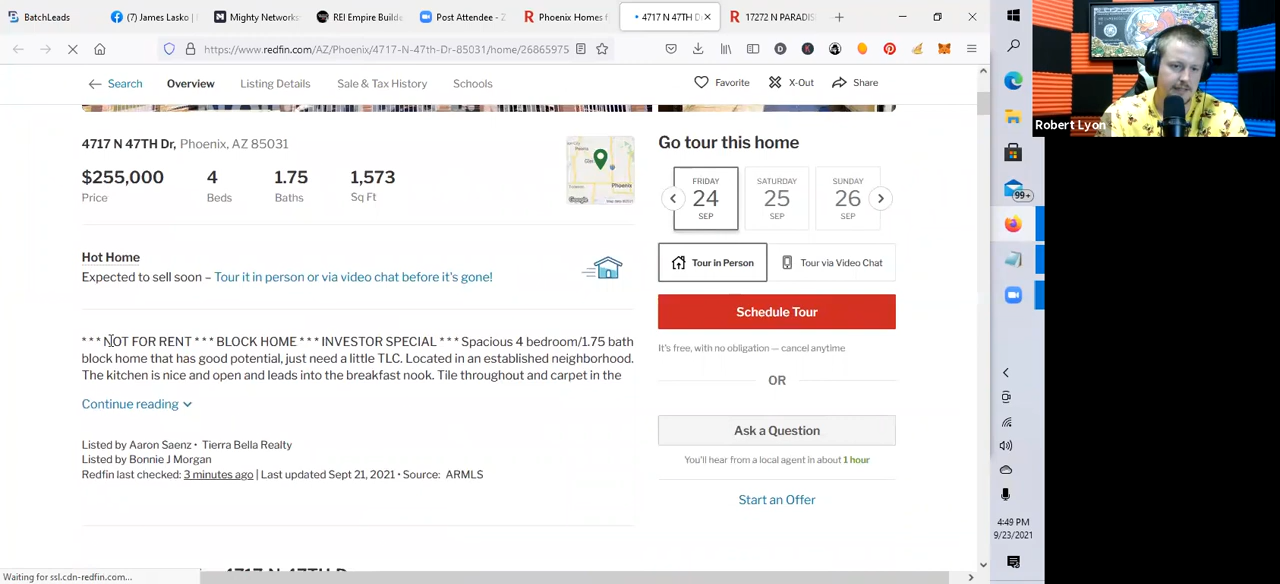 BatchLeads
(7) James Lasko |
Mighty Networks
REI Empire Build
Post Attendee - Z
Phoenix Homes f
4717 N 47TH D
17272 N PARADIS
https://www.redfin.com/AZ/Phoenix/4717-N-47th-Dr-85031/home/26865975
Search
Overview
Listing Details
Sale & Tax History
Schools
Favorite
X-Out
Share
4717 N 47TH Dr, Phoenix, AZ 85031
$255,000
4
1.75
1,573
Price
Beds
Baths
Sq Ft
Google
Hot Home
Expected to sell soon – Tour it in person or via video chat before it's gone!
* * * NOT FOR RENT * * * BLOCK HOME * * * INVESTOR SPECIAL * * * Spacious 4 bedroom/1.75 bath
block home that has good potential, just need a little TLC. Located in an established neighborhood.
The kitchen is nice and open and leads into the breakfast nook. Tile throughout and carpet in the
Continue reading
Listed by Aaron Saenz • Tierra Bella Realty
Listed by Bonnie J Morgan
Redfin last checked: 3 minutes ago | Last updated Sept 21, 2021 • Source: ARMLS
Go tour this home
FRIDAY
24
SEP
SATURDAY
25
SEP
SUNDAY
26
SEP
Tour in Person
Tour via Video Chat
Schedule Tour
It's free, with no obligation — cancel anytime
OR
Ask a Question
You'll hear from a local agent in about 1 hour
Start an Offer
Waiting for ssl.cdn-redfin.com...
99+
4:49 PM
9/23/2021
Robert Lyon